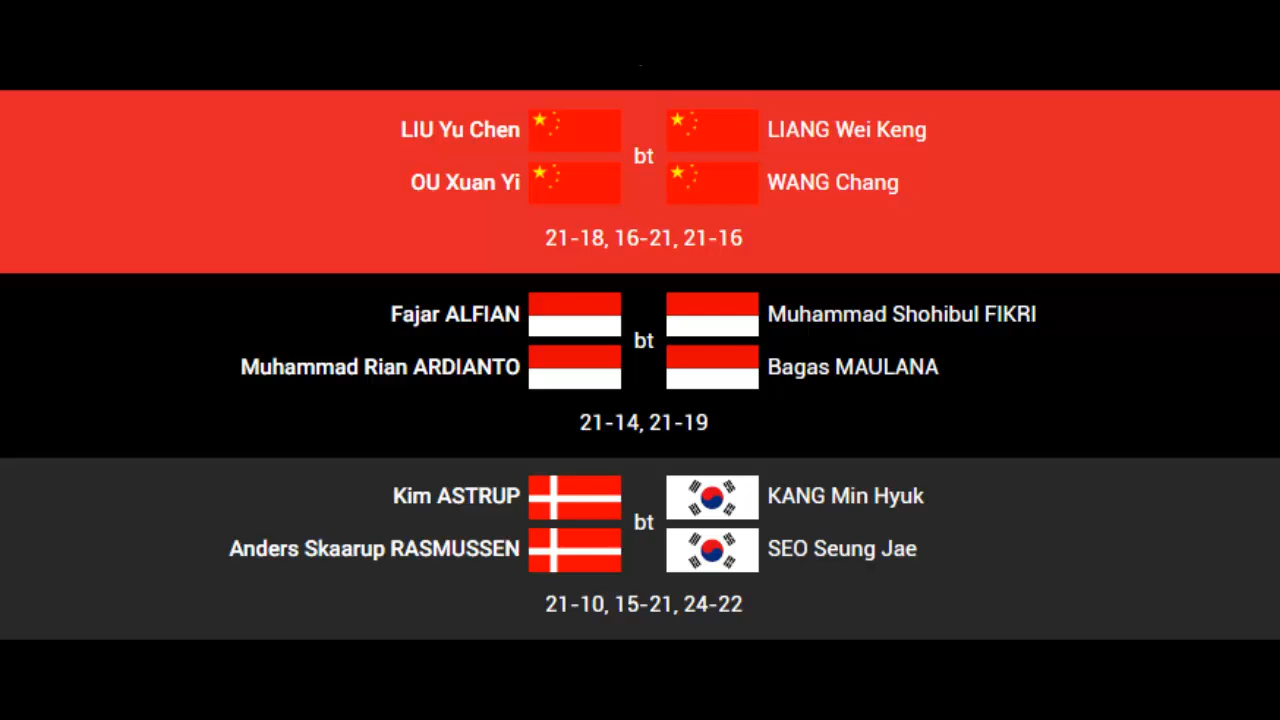 LIU Yu Chen LIANG Wei Keng
bt
OU Xuan Yi WANG Chang
21-18, 16-21, 21-16
Fajar ALFIAN Muhammad Shohibul FIKRI
bt
Muhammad Rian ARDIANTO Bagas MAULANA
21-14, 21-19
Kim ASTRUP KANG Min Hyuk
bt
Anders Skaarup RASMUSSEN SEO Seung Jae
21-10, 15-21, 24-22